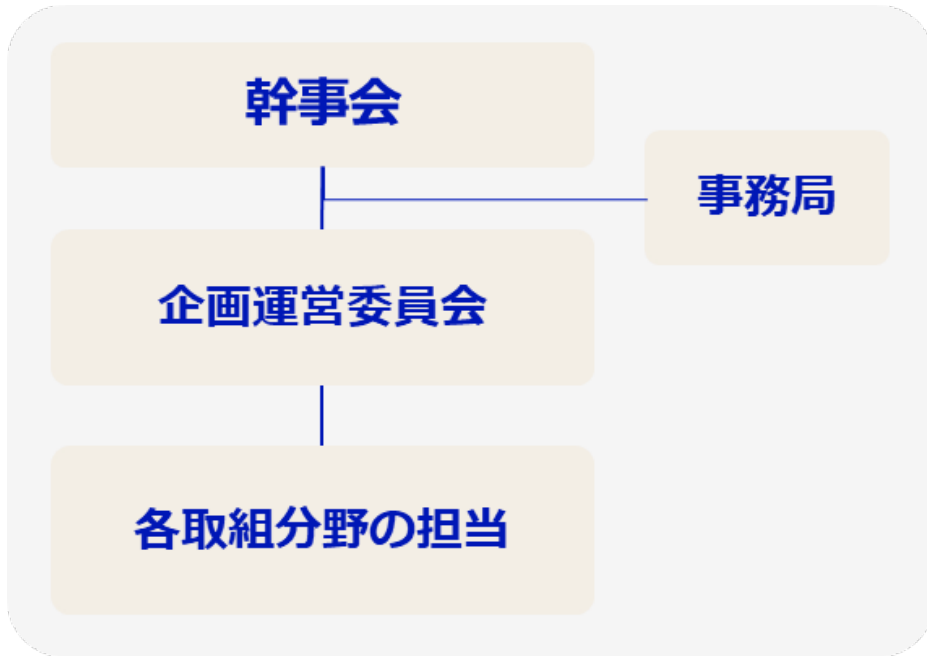 幹事会
事務局
企画運営委員会
各取組分野の担当